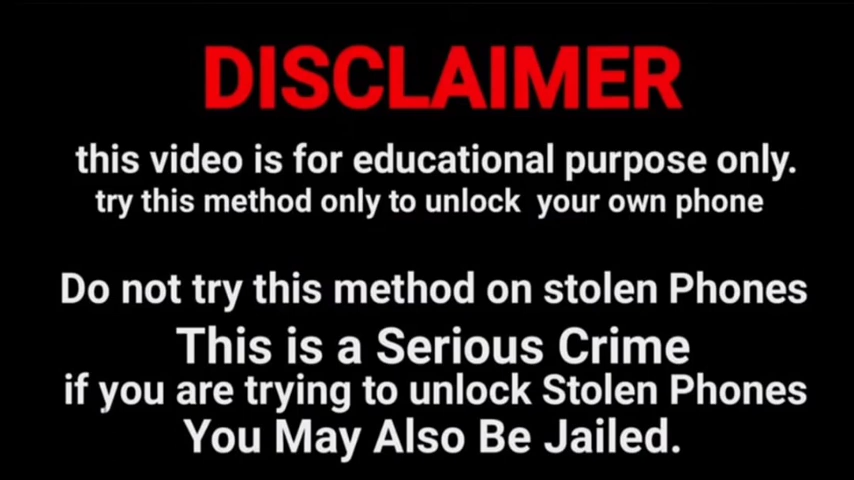 DISCLAIMER
this video is for educational purpose only.
try this method only to unlock your own phone
Do not try this method on stolen Phones
This is a Serious Crime
if you are trying to unlock Stolen Phones
You May Also Be Jailed.